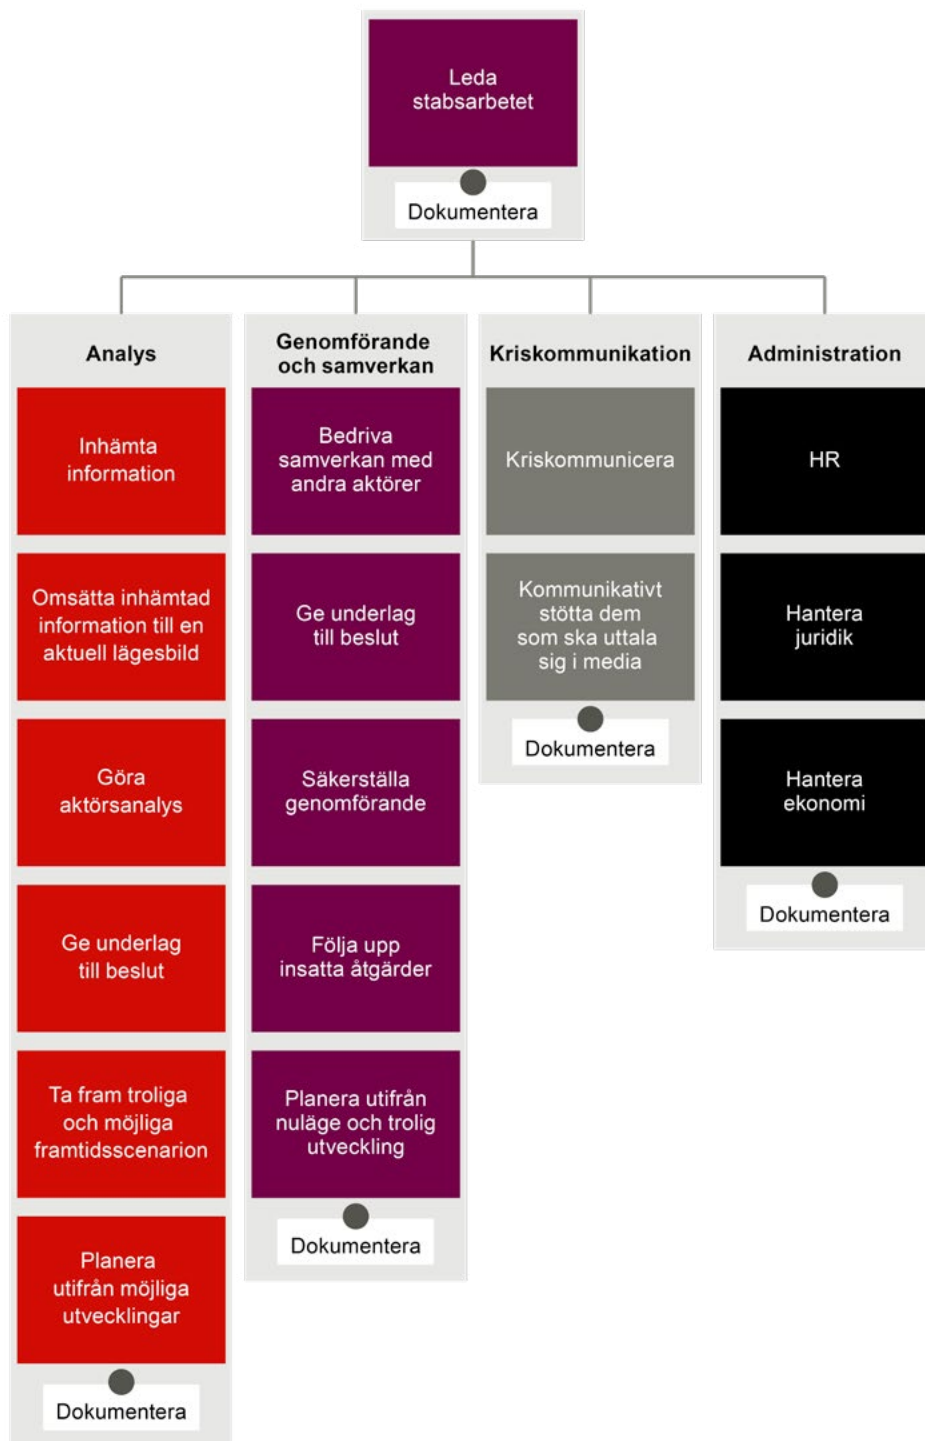 Leda
stabsarbetet
Dokumentera
Analys
Inhämta
information
Omsätta inhämtad
information till en
aktuell lägesbild
Göra
aktörsanalys
Ge underlag
till beslut
Ta fram troliga
och möjliga
framtidsscenarion
Planera
utifrån möjliga
utvecklingar
Dokumentera
Genomförande
och samverkan
Bedriva
samverkan med
andra aktörer
Ge underlag
till beslut
Säkerställa
genomförande
Följa upp
insatta åtgärder
Planera utifrån
nuläge och trolig
utveckling
Dokumentera
Kriskommunikation
Kriskommunicera
Kommunikativt
stötta dem
som ska uttala
sig i media
Dokumentera
Administration
HR
Hantera
juridik
Hantera
ekonomi
Dokumentera